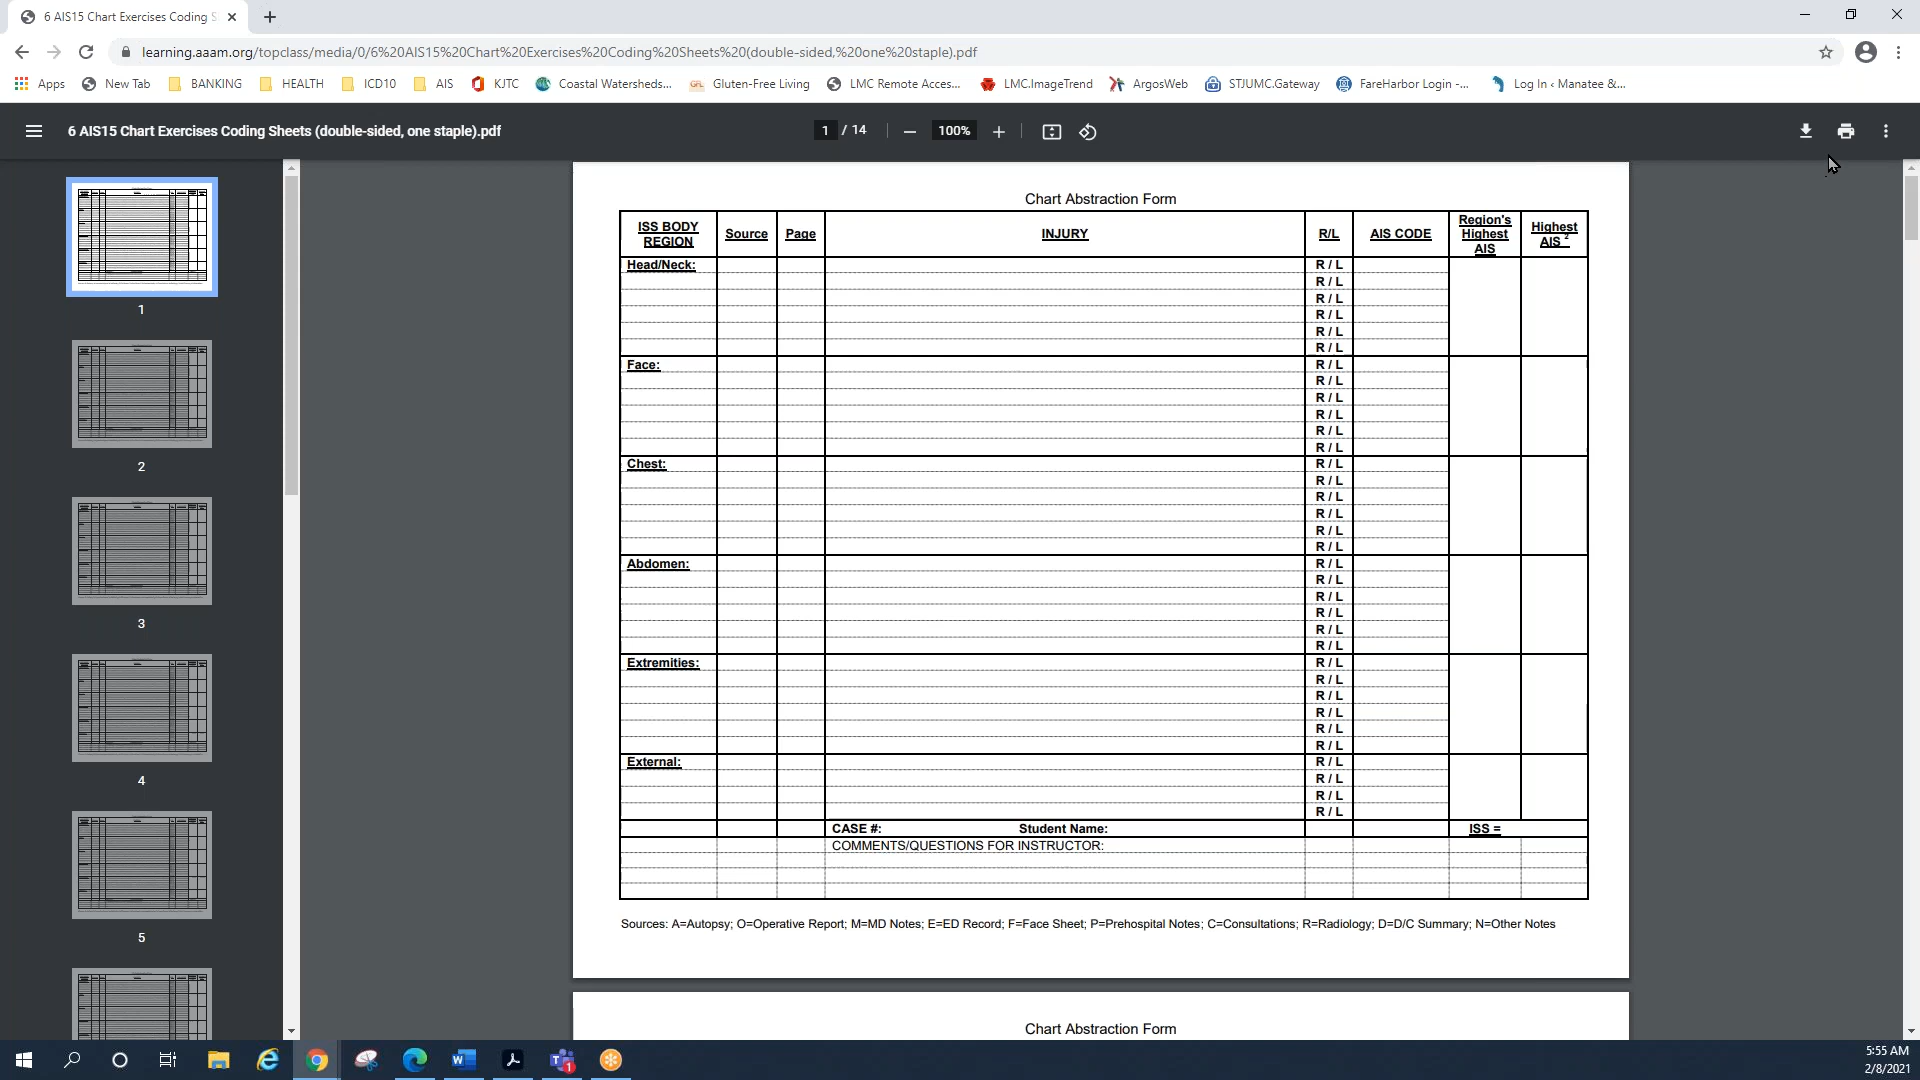 6 AIS15 Chart Exercises Coding S
learning.aaam.org/topclass/media/0/6%20AIS15%20Chart%20Exercises%20Coding%20Sheets%20(double-sided,%20one%20staple).pdf
Apps New Tab BANKING HEALTH ICD10 AIS KJTC Coastal Watersheds... GFL Gluten-Free Living LMC Remote Acces... LMC.ImageTrend ArgosWeb STJUMC.Gateway FareHarbor Login -... Log In ‹ Manatee &...
6 AIS15 Chart Exercises Coding Sheets (double-sided, one staple).pdf 1 / 14 100%
1
2
3
4
5
Chart Abstraction Form
ISS BODY REGION Source Page INJURY R/L AIS CODE Region's Highest AIS Highest AIS 2
Head/Neck: R / L
R / L
R / L
R / L
R / L
R / L
Face: R / L
R / L
R / L
R / L
R / L
R / L
Chest: R / L
R / L
R / L
R / L
R / L
R / L
Abdomen: R / L
R / L
R / L
R / L
R / L
R / L
Extremities: R / L
R / L
R / L
R / L
R / L
R / L
External: R / L
R / L
R / L
R / L
CASE #: Student Name: ISS =
COMMENTS/QUESTIONS FOR INSTRUCTOR:
Sources: A=Autopsy; O=Operative Report; M=MD Notes; E=ED Record; F=Face Sheet; P=Prehospital Notes; C=Consultations; R=Radiology; D=D/C Summary; N=Other Notes
Chart Abstraction Form
5:55 AM
2/8/2021